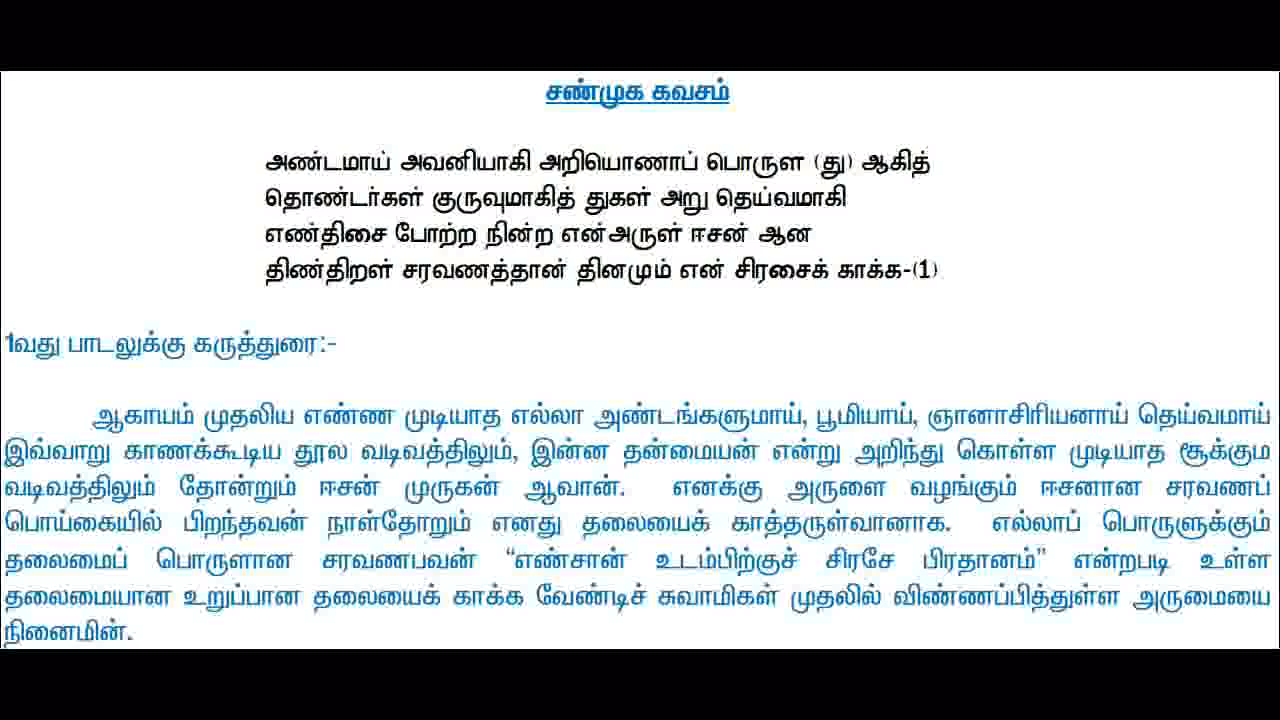 சண்முக கவசம்
அண்டமாய் அவனியாகி அறியொணாப் பொருள (து) ஆகித்
தொண்டர்கள் குருவுமாகித் துகள் அறு தெய்வமாகி
எண்திசை போற்ற நின்ற என்அருள் ஈசன் ஆன
திண்திறள் சரவணத்தான் தினமும் என் சிரசைக் காக்க-(1)
1வது பாடலுக்கு கருத்துரை:-
ஆகாயம் முதலிய எண்ண முடியாத எல்லா அண்டங்களுமாய், பூமியாய், ஞானாசிரியனாய் தெய்வமாய்
இவ்வாறு காணக்கூடிய தூல வடிவத்திலும், இன்ன தன்மையன் என்று அறிந்து கொள்ள முடியாத சூக்கும
வடிவத்திலும் தோன்றும் ஈசன் முருகன் ஆவான். எனக்கு அருளை வழங்கும் ஈசனான சரவணப்
பொய்கையில் பிறந்தவன் நாள்தோறும் எனது தலையைக் காத்தருள்வானாக. எல்லாப் பொருளுக்கும்
தலைமைப் பொருளான சரவணபவன் “எண்சான் உடம்பிற்குச் சிரசே பிரதானம்” என்றபடி உள்ள
தலைமையான உறுப்பான தலையைக் காக்க வேண்டிச் சுவாமிகள் முதலில் விண்ணப்பித்துள்ள அருமையை
நினைமின்.